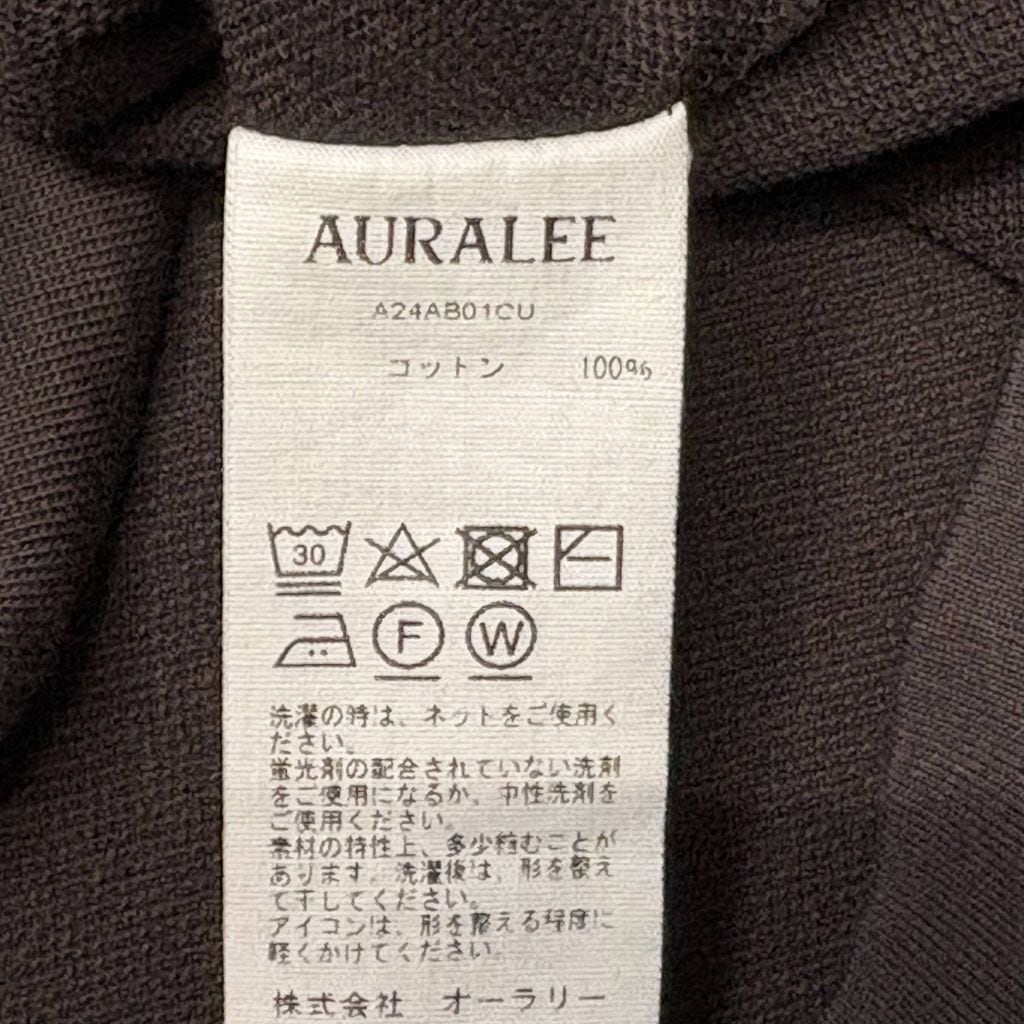 AURALEE
A24AB01CU
コットン 100%
30
F W
洗濯の時は、ネットをご使用く
ださい。
蛍光剤の配合されていない洗剤
をご使用になるか、中性洗剤を
ご使用ください。
素材の特性上、多少縮むことが
あります。洗濯後は、形を整え
て干してください。
アイロンは、形を整える程度に
軽くかけてください。
株式会社 オーラリー